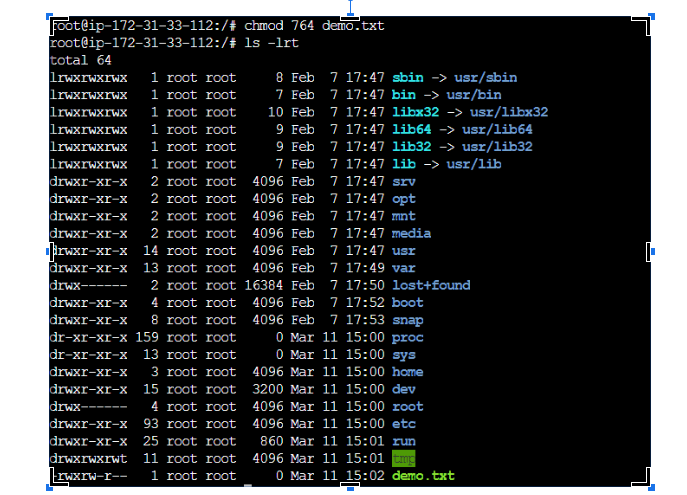 root@ip-172-31-33-112:/# chmod 764 demo.txt
root@ip-172-31-33-112:/# ls -lrt
total 64
lrwxrwxrwx   1 root root     8 Feb  7 17:47 sbin -> usr/sbin
lrwxrwxrwx   1 root root     7 Feb  7 17:47 bin -> usr/bin
lrwxrwxrwx   1 root root    10 Feb  7 17:47 libx32 -> usr/libx32
lrwxrwxrwx   1 root root     9 Feb  7 17:47 lib64 -> usr/lib64
lrwxrwxrwx   1 root root     9 Feb  7 17:47 lib32 -> usr/lib32
lrwxrwxrwx   1 root root     7 Feb  7 17:47 lib -> usr/lib
drwxr-xr-x   2 root root  4096 Feb  7 17:47 srv
drwxr-xr-x   2 root root  4096 Feb  7 17:47 opt
drwxr-xr-x   2 root root  4096 Feb  7 17:47 mnt
drwxr-xr-x   2 root root  4096 Feb  7 17:47 media
drwxr-xr-x  14 root root  4096 Feb  7 17:47 usr
drwxr-xr-x  13 root root  4096 Feb  7 17:49 var
drwx------   2 root root 16384 Feb  7 17:50 lost+found
drwxr-xr-x   4 root root  4096 Feb  7 17:52 boot
drwxr-xr-x   8 root root  4096 Feb  7 17:53 snap
dr-xr-xr-x 159 root root     0 Mar 11 15:00 proc
dr-xr-xr-x  13 root root     0 Mar 11 15:00 sys
drwxr-xr-x   3 root root  4096 Mar 11 15:00 home
drwxr-xr-x  15 root root  3200 Mar 11 15:00 dev
drwx------   4 root root  4096 Mar 11 15:00 root
drwxr-xr-x  93 root root  4096 Mar 11 15:00 etc
drwxr-xr-x  25 root root   860 Mar 11 15:01 run
drwxrwxrwt  11 root root  4096 Mar 11 15:01 tmp
-rwxrw-r--   1 root root     0 Mar 11 15:02 demo.txt